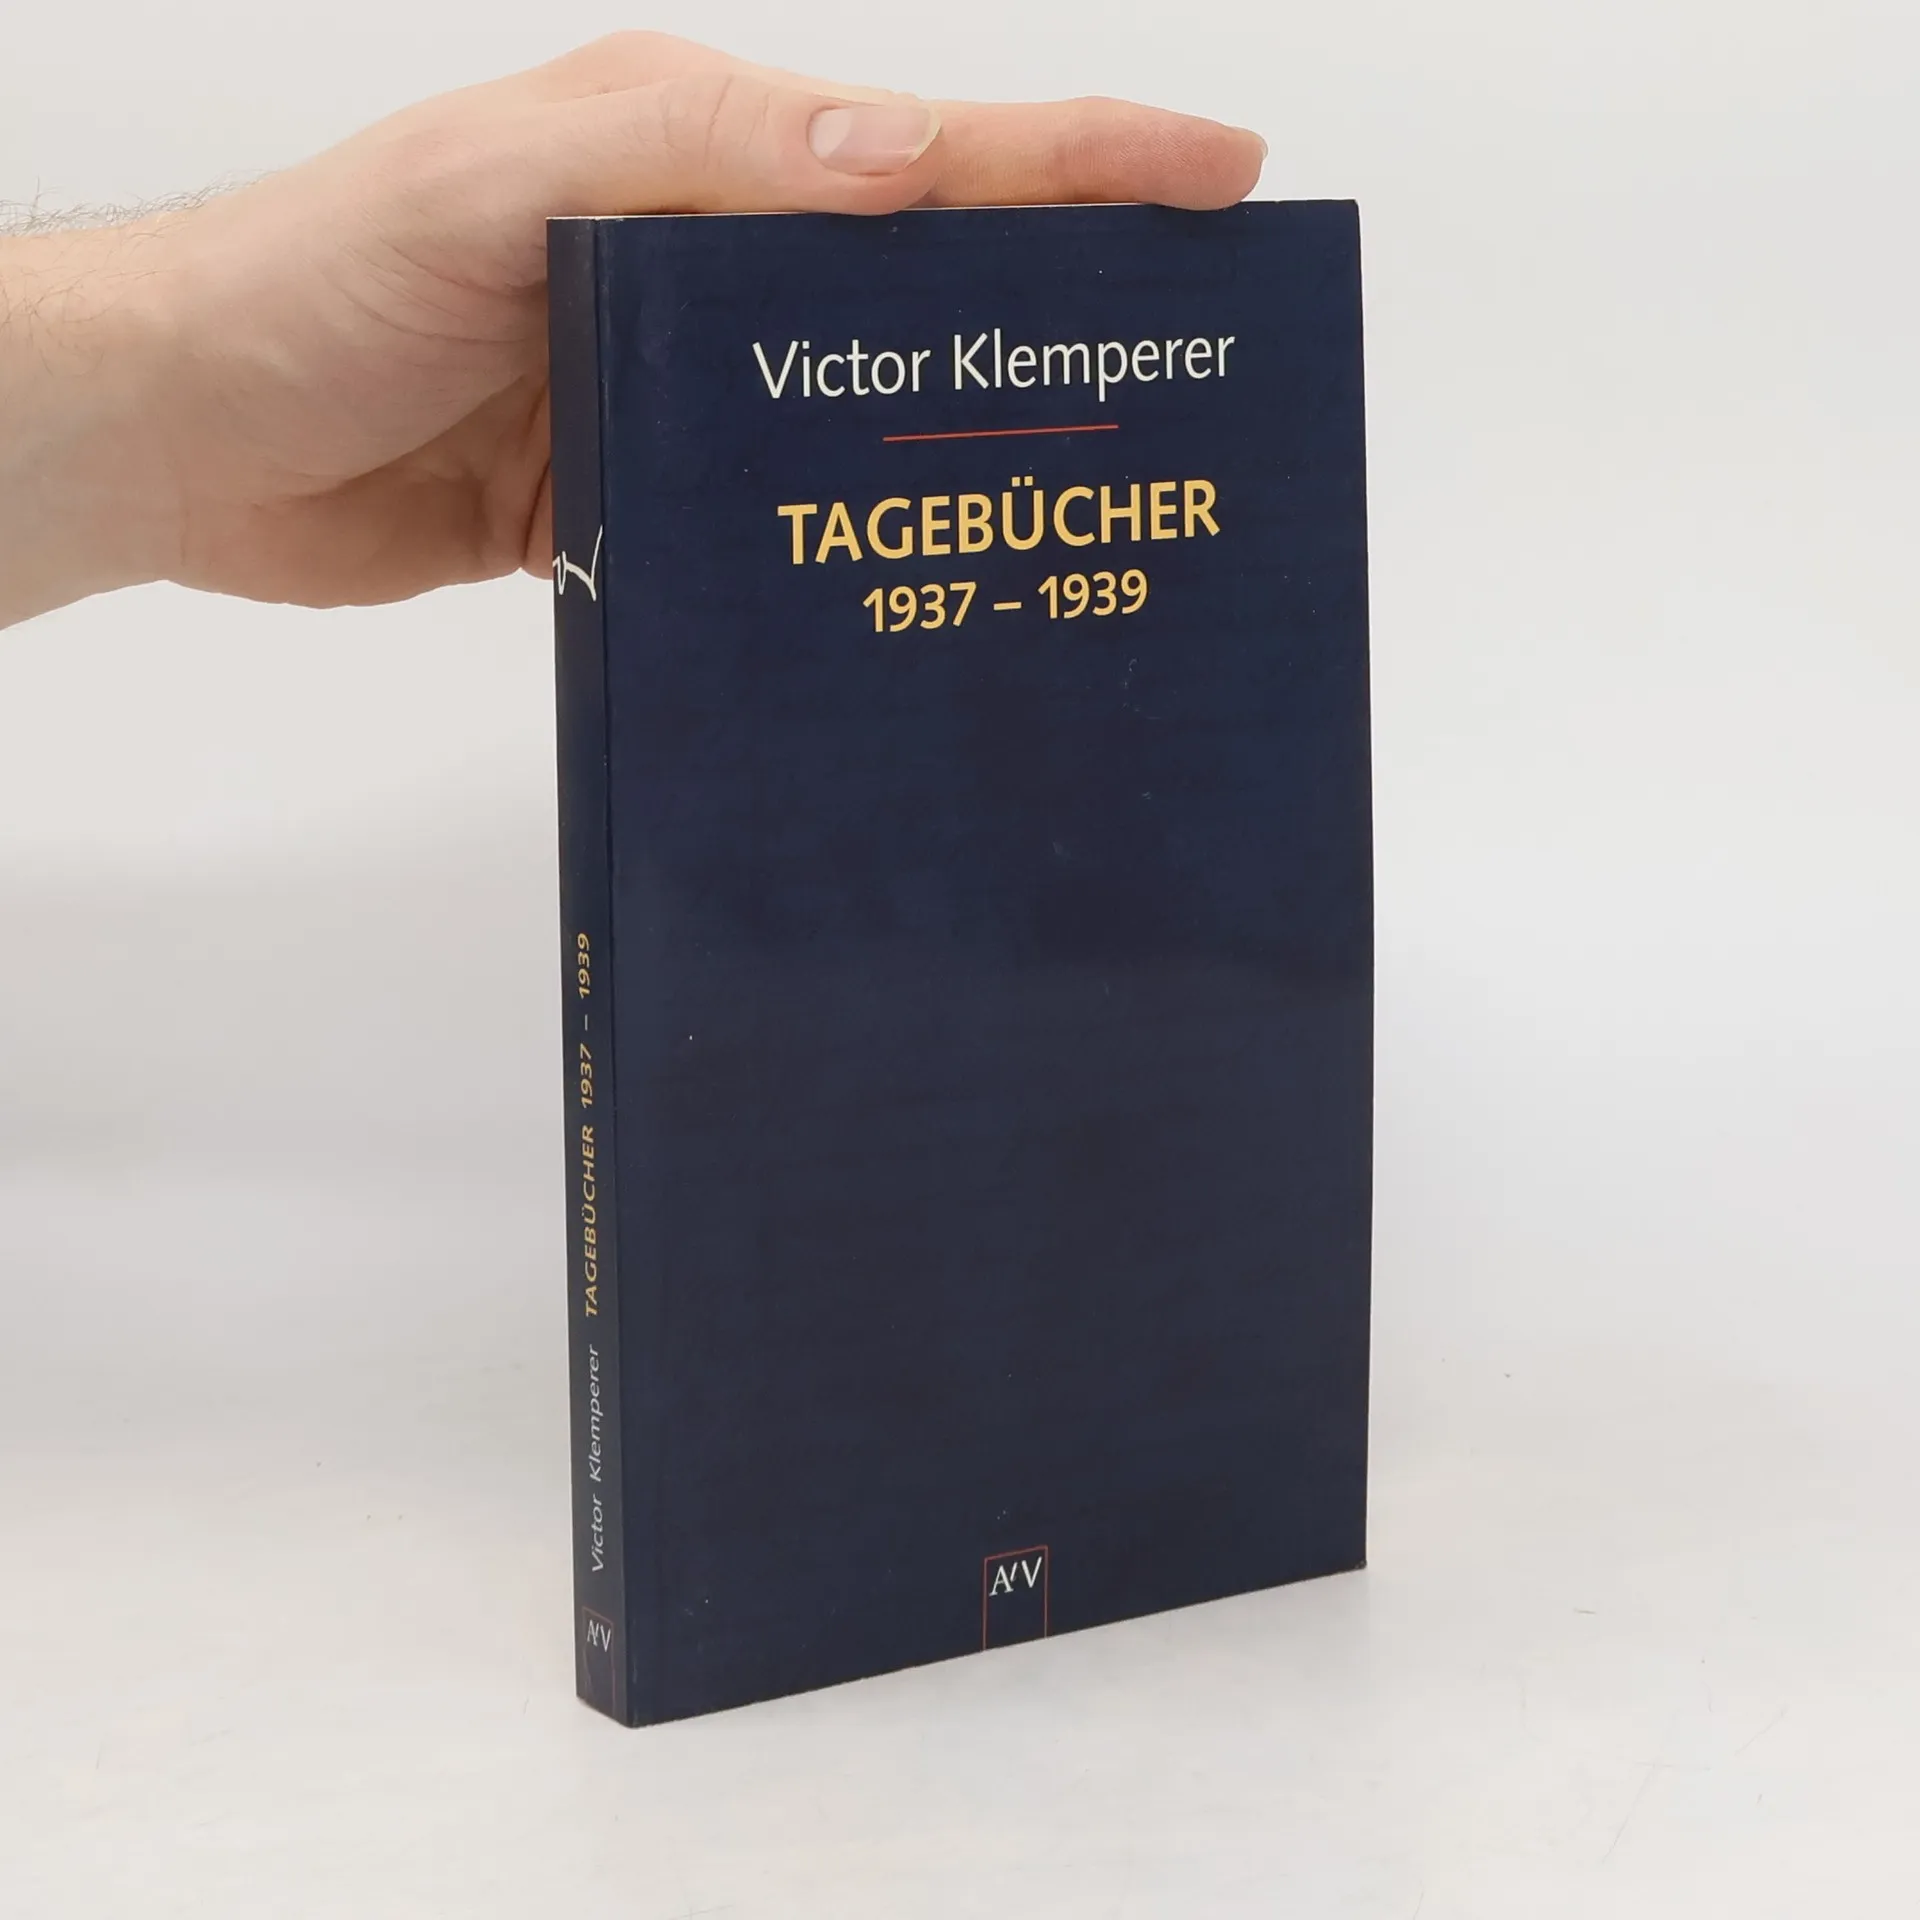 Victor Klemperer
TAGEBÜCHER
1937 – 1939
AtV
Victor Klemperer TAGEBÜCHER 1937 – 1939
AtV